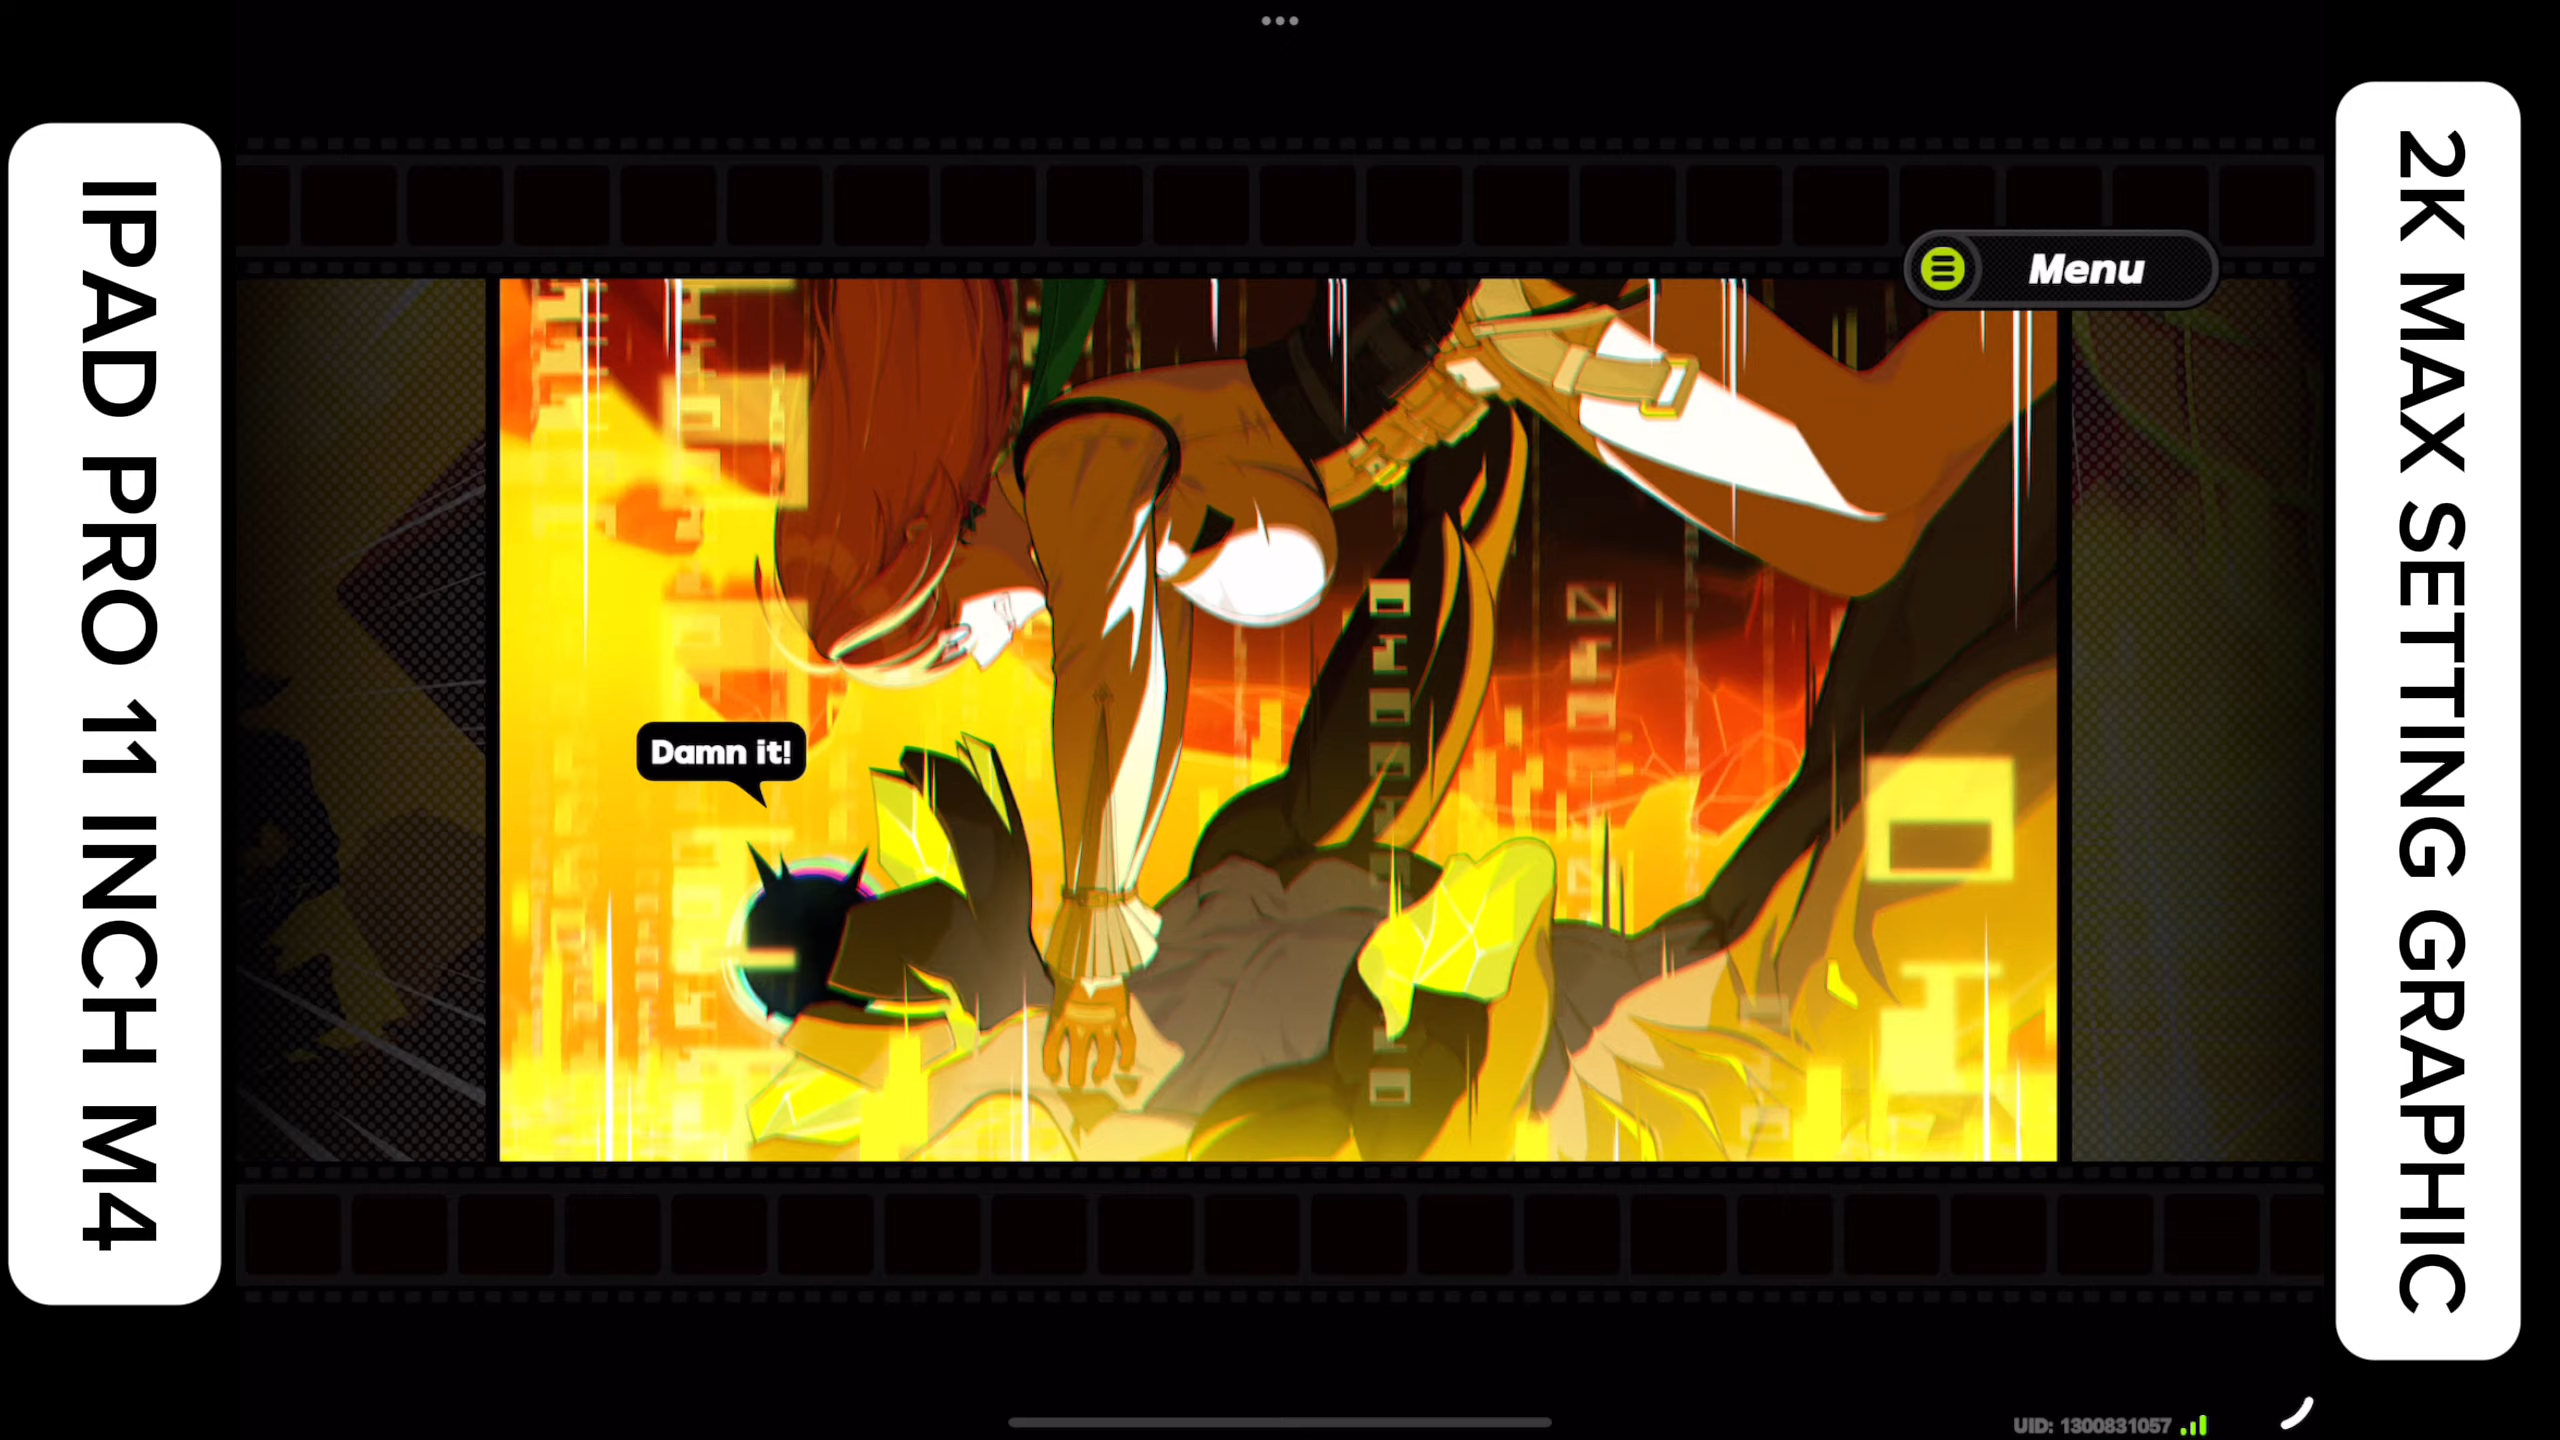 IPAD PRO 11 INCH M4
Menu
Damn it!
2K MAX SETTING GRAPHIC
UID: 1300831057